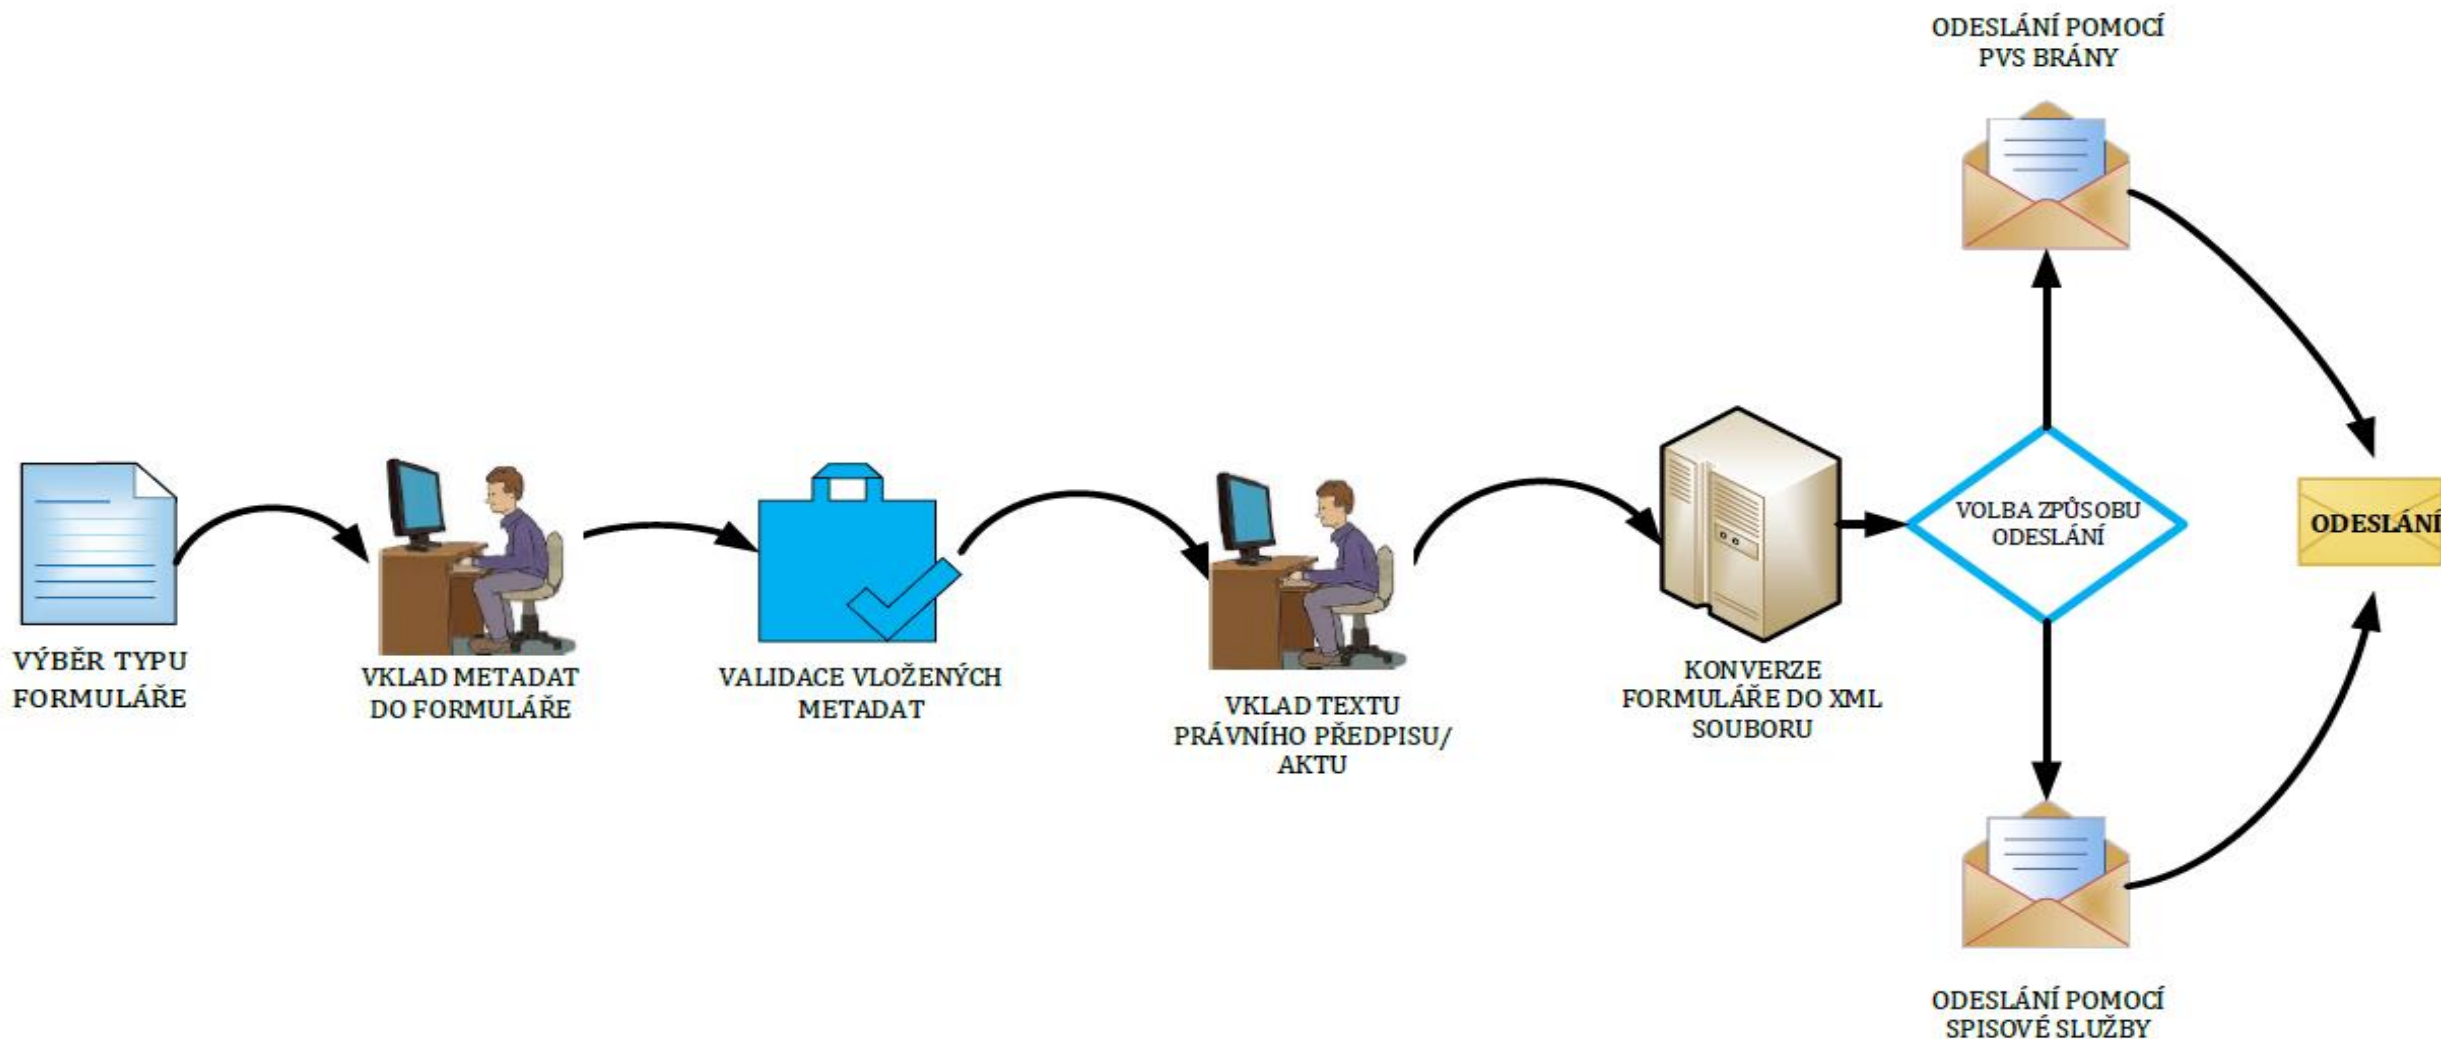 VÝBĚR TYPU
FORMULÁŘE
VKLAD METADAT
DO FORMULÁŘE
VALIDACE VLOŽENÝCH
METADAT
VKLAD TEXTU
PRÁVNÍHO PŘEDPISU/
AKTU
KONVERZE
FORMULÁŘE DO XML
SOUBORU
VOLBA ZPŮSOBU
ODESLÁNÍ
ODESLÁNÍ POMOCÍ
PVS BRÁNY
ODESLÁNÍ POMOCÍ
SPISOVÉ SLUŽBY
ODESLÁNÍ